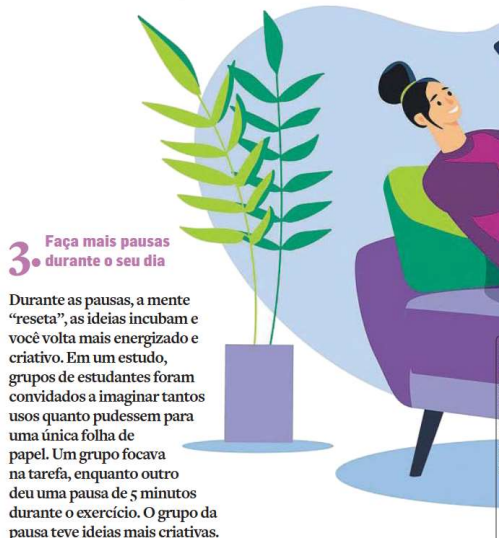 3. Faça mais pausas
durante o seu dia
Durante as pausas, a mente
“reseta”, as ideias incubam e
você volta mais energizado e
criativo. Em um estudo,
grupos de estudantes foram
convidados a imaginar tantos
usos quanto pudessem para
uma única folha de
papel. Um grupo focava
na tarefa, enquanto outro
deu uma pausa de 5 minutos
durante o exercício. O grupo da
pausa teve ideias mais criativas.